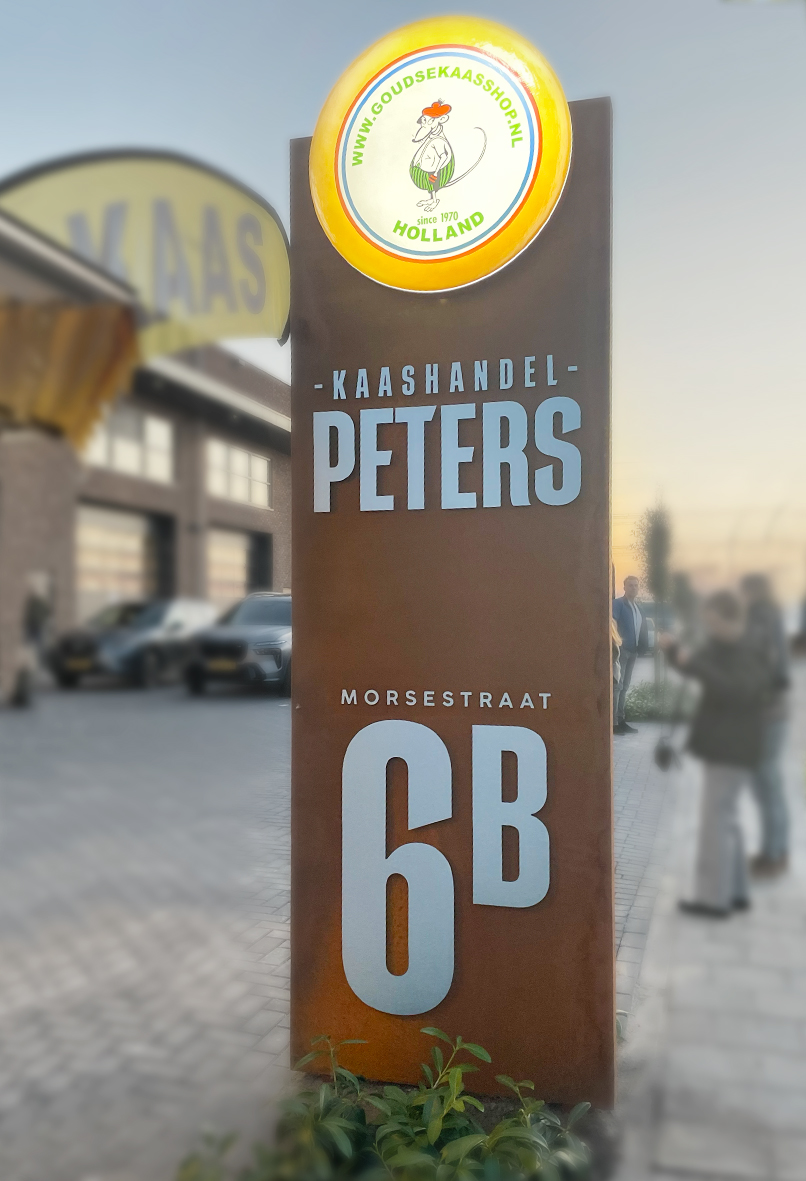 WWW.GOUDSEKAASSHOP.NL
since 1970
HOLLAND
KAAS
-KAASHANDEL-
PETERS
MORSESTRAAT
6B